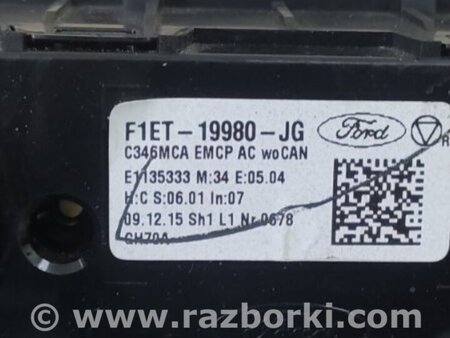 F1ET-19980-JG Ford R
C346MCA EMCP AC woCAN
E1135333 M:34 E:05.04
H:C S:06.01 In:07
09.12.15 Sh1 L1 Nr 0678
GH70A
© www.razborki.com